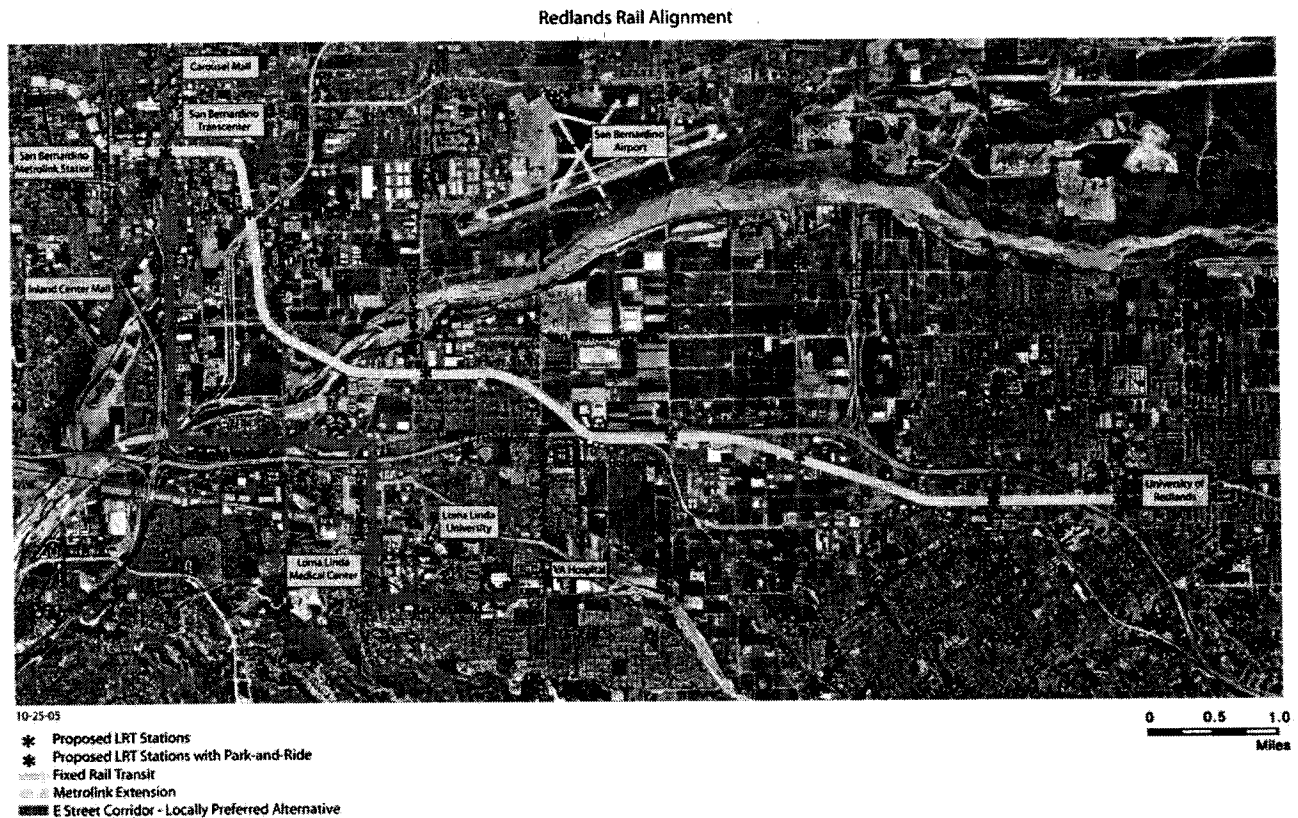 Redlands Rail Alignment
Carousel Mall
San Bernardino
Transcenter
San Bernardino
Airport
San Bernardino
Metrolink Station
Inland Center Mall
University of
Redlands
Loma Linda
University
Loma Linda
Medical Center
VA Hospital
10-25-05
0 0.5 1.0
Miles
* Proposed LRT Stations
* Proposed LRT Stations with Park-and-Ride
Fixed Rail Transit
Metrolink Extension
E Street Corridor - Locally Preferred Alternative